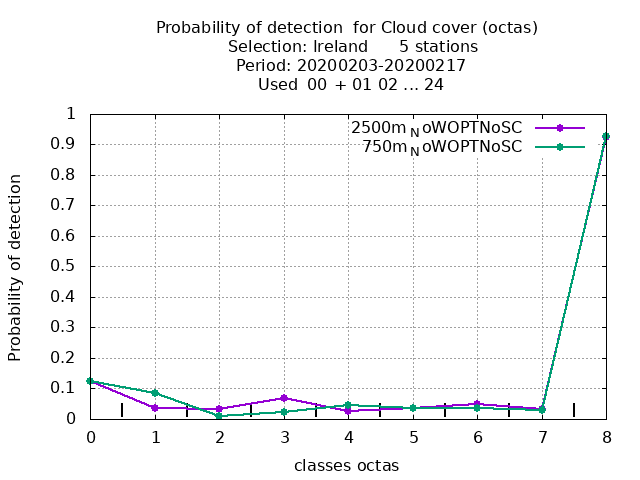 Probability of detection  for Cloud cover (octas)
Selection: Ireland      5 stations
Period: 20200203-20200217
Used  00  + 01 02 ... 24
2500m_NoWOPTNoSC
750m_NoWOPTNoSC
1
0.9
0.8
0.7
0.6
0.5
0.4
0.3
0.2
0.1
0
Probability of detection
0 1 2 3 4 5 6 7 8
classes octas